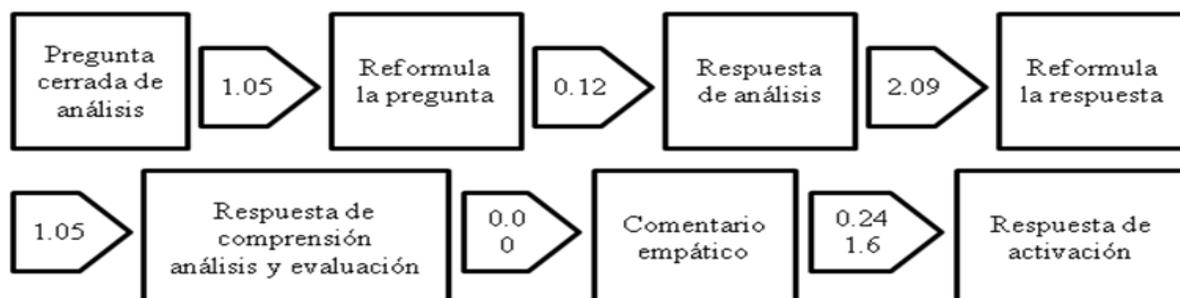 Pregunta
cerrada de
análisis
1.05
Reformula
la pregunta
0.12
Respuesta
de análisis
2.09
Reformula
la respuesta
1.05
Respuesta de
comprensión
análisis y evaluación
0.0
0
Comentario
empático
0.24
1.6
Respuesta de
activación